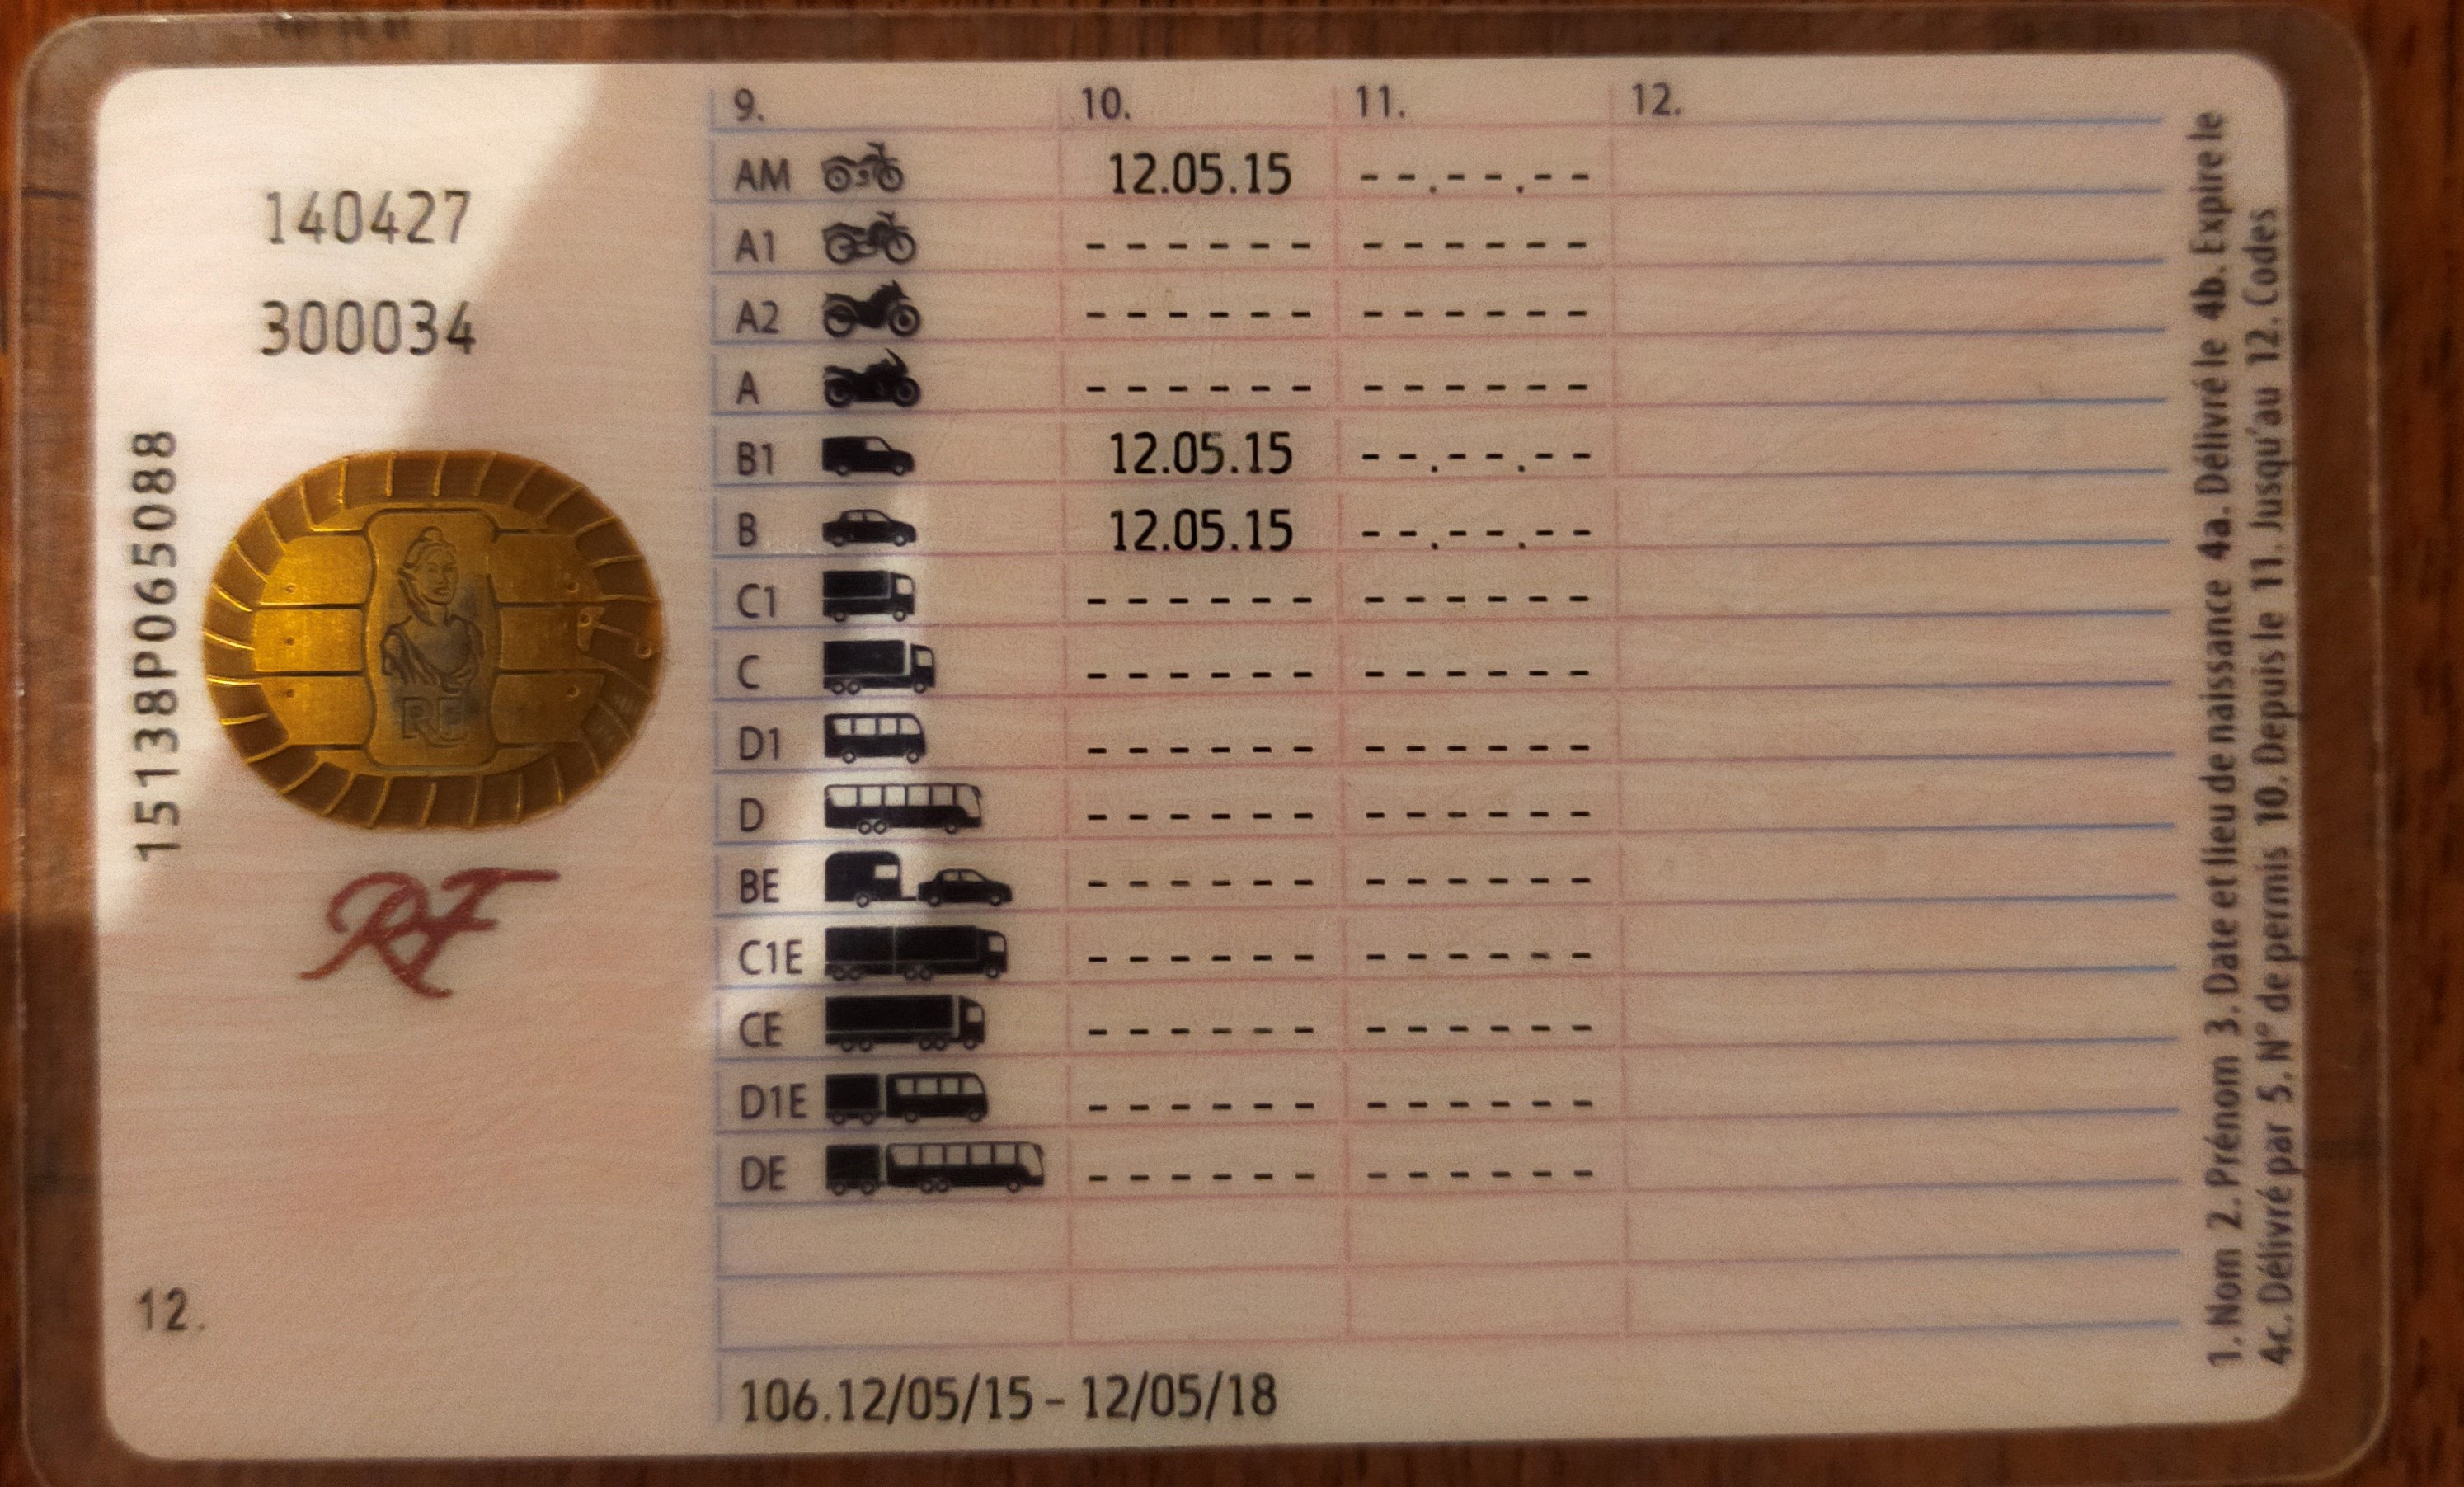 140427
300034
15138P065088
RF
12.
9. 10. 11. 12.
AM 12.05.15 --.--.--
A1 ------ ------
A2 ------ ------
A ------ ------
B1 12.05.15 --.--.--
B 12.05.15 --.--.--
C1 ------ ------
C ------ ------
D1 ------ ------
D ------ ------
BE ------ ------
C1E ------ ------
CE ------ ------
D1E ------ ------
DE ------ ------
106.12/05/15 - 12/05/18
1. Nom 2. Prénom 3. Date et lieu de naissance 4a. Délivré le 4b. Expire le
4c. Délivré par 5. N° de permis 10. Depuis le 11. Jusqu'au 12. Codes